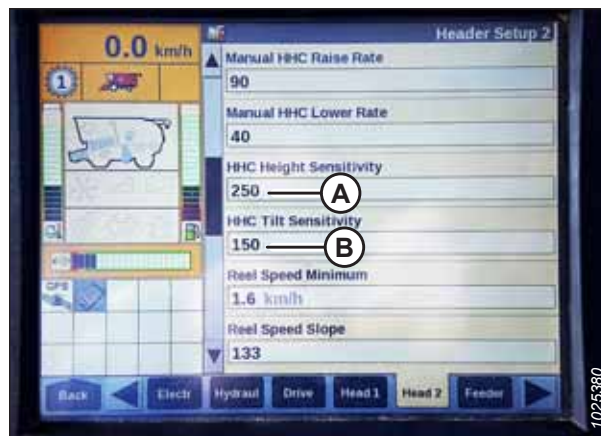 0.0 km/h
Header Setup 2
1
Manual HHC Raise Rate
90
Manual HHC Lower Rate
40
HHC Height Sensitivity
250
A
HHC Tilt Sensitivity
150
B
Reel Speed Minimum
1.6 km/h
GPS
Reel Speed Slope
133
Back
Electr
Hydraul
Drive
Head 1
Head 2
Feeder
1025380